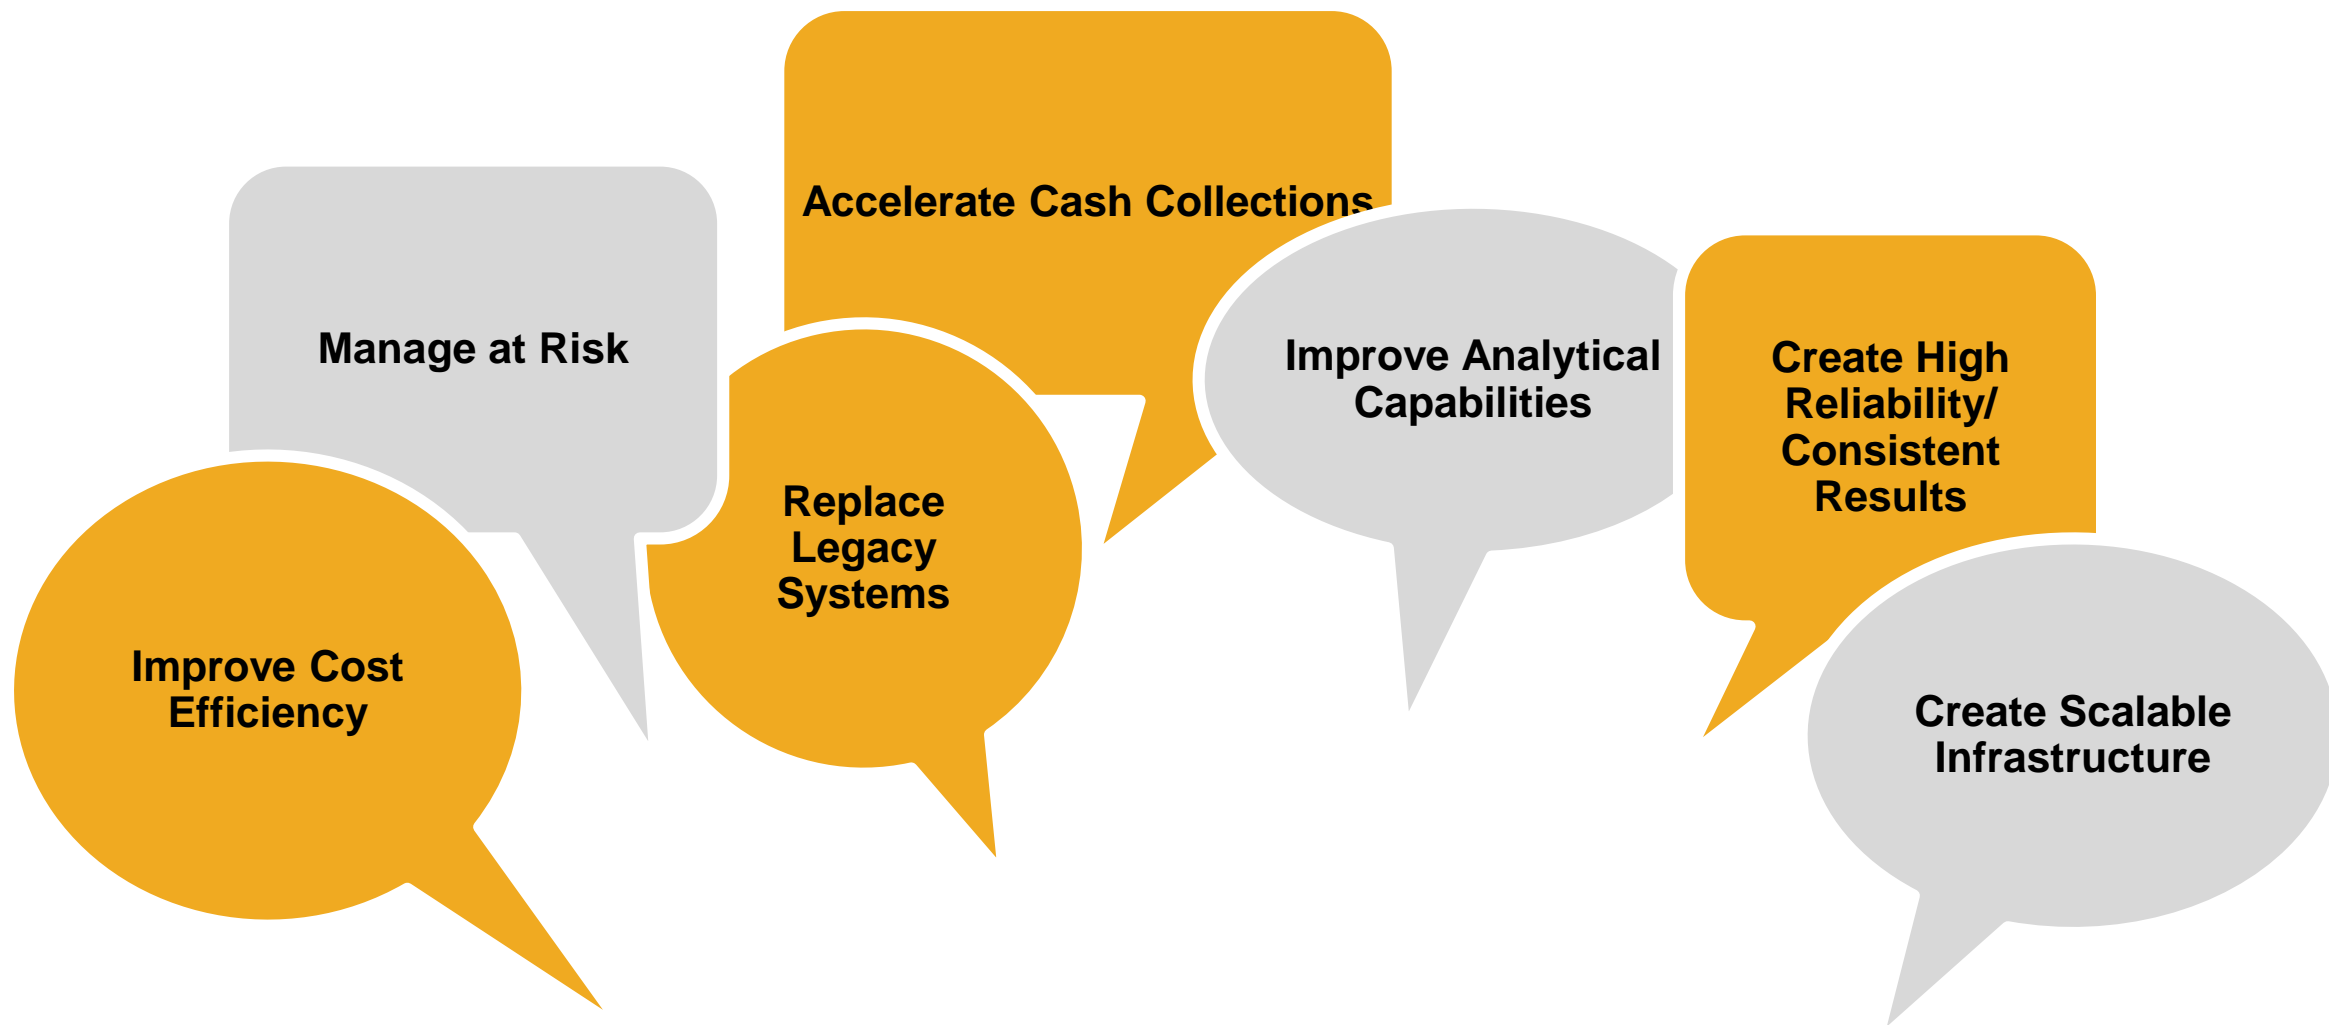 Accelerate Cash Collections
Manage at Risk
Improve Analytical
Capabilities
Create High
Reliability/
Consistent
Results
Replace
Legacy
Systems
Improve Cost
Efficiency
Create Scalable
Infrastructure